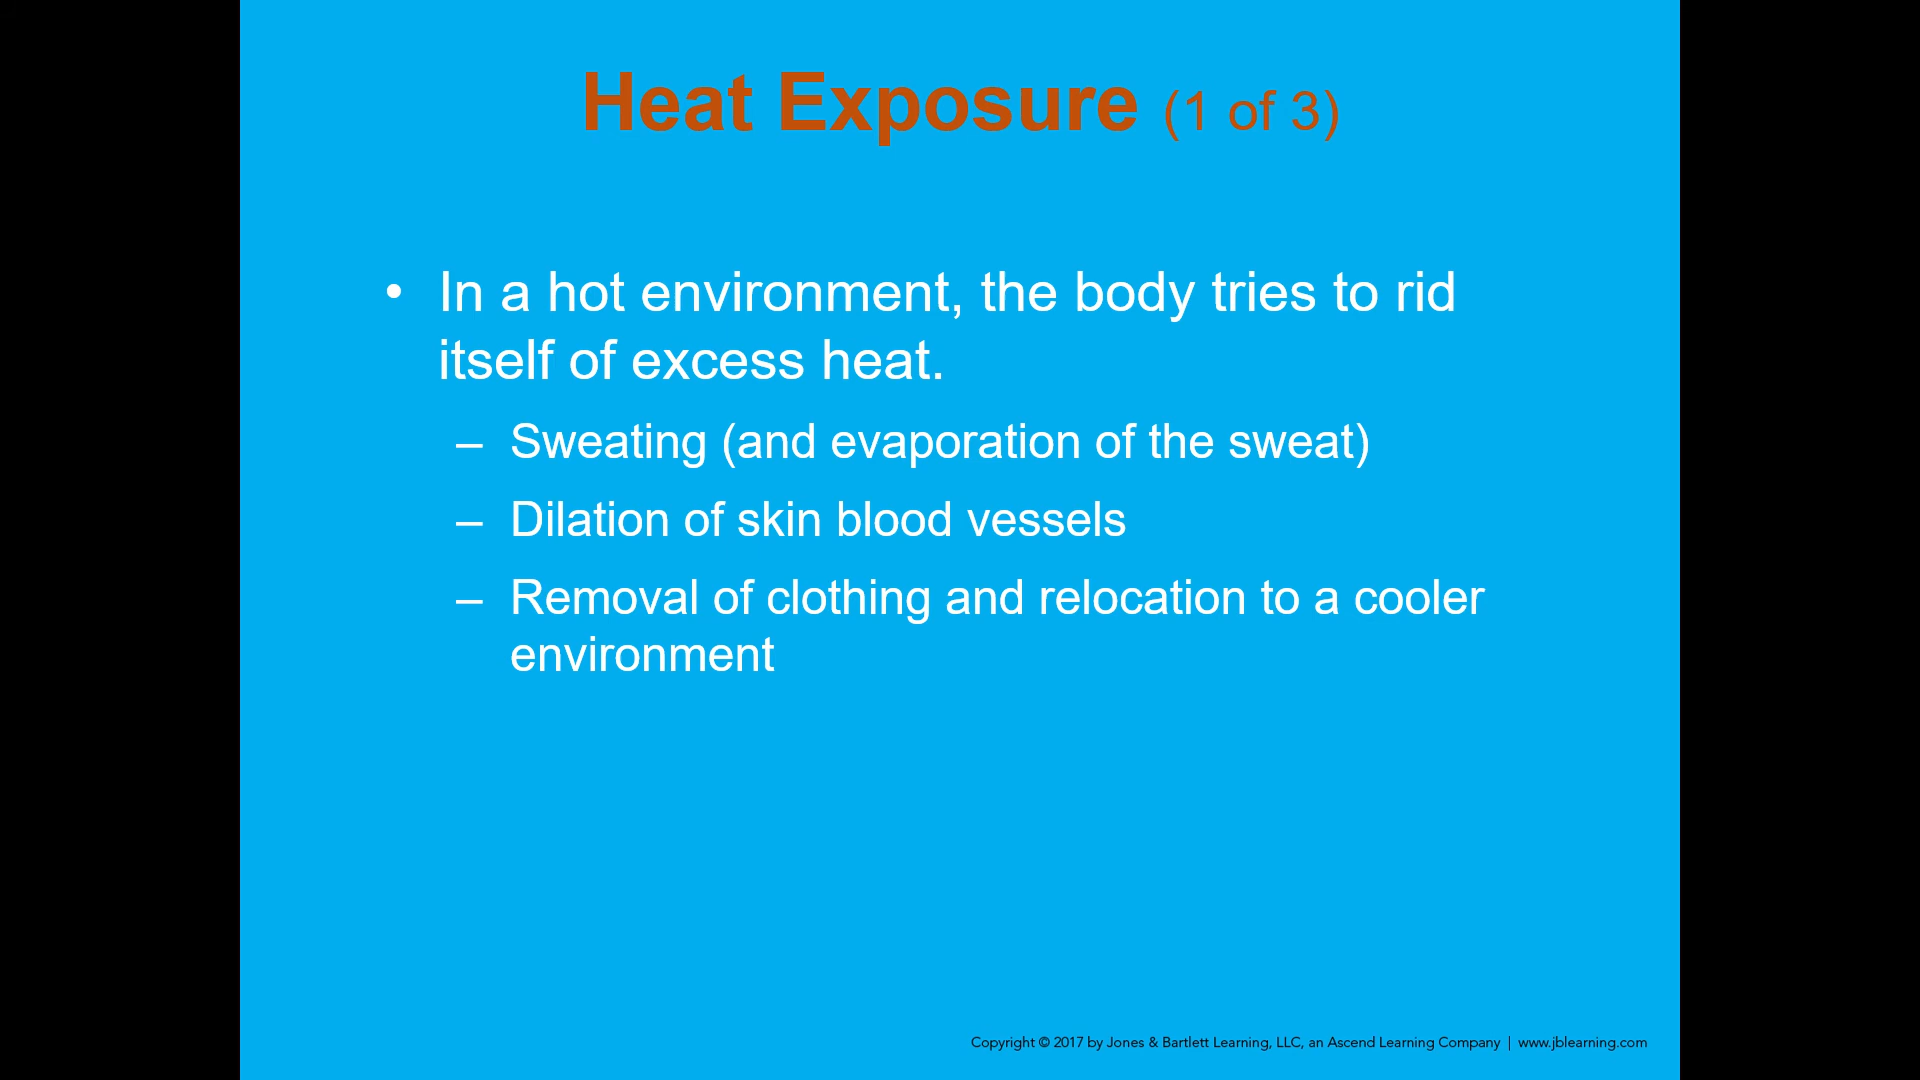 Heat Exposure (1 of 3)
• In a hot environment, the body tries to rid
itself of excess heat.
– Sweating (and evaporation of the sweat)
– Dilation of skin blood vessels
– Removal of clothing and relocation to a cooler
environment
Copyright © 2017 by Jones & Bartlett Learning, LLC, an Ascend Learning Company | www.jblearning.com